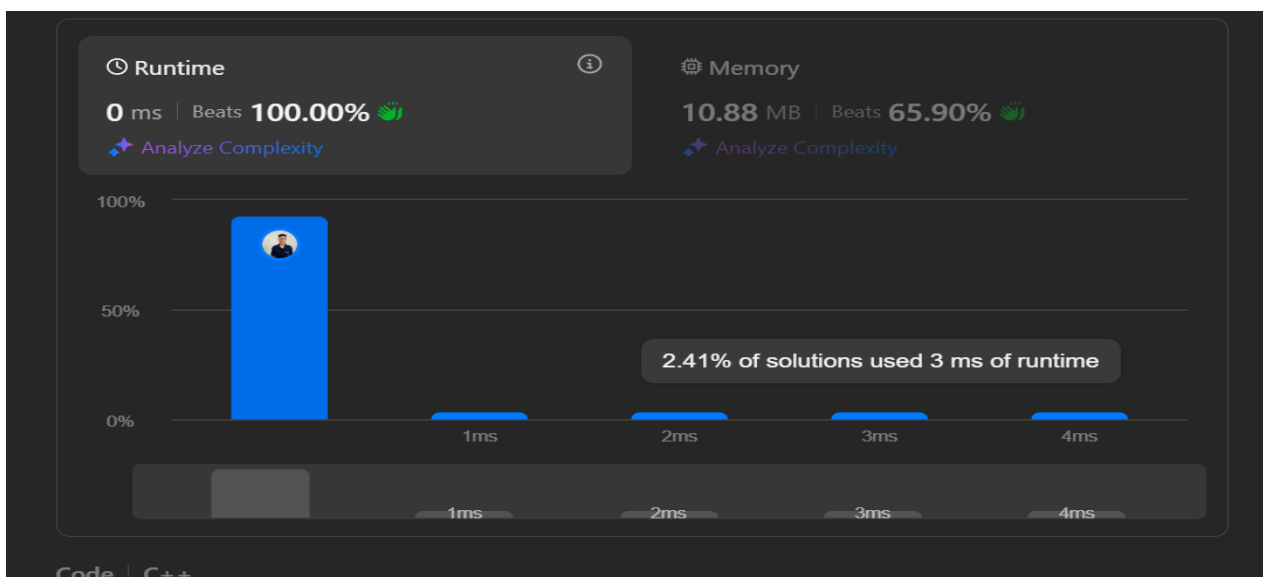 Runtime
0 ms | Beats 100.00%
Analyze Complexity
Memory
10.88 MB | Beats 65.90%
Analyze Complexity
100%
50%
0%
2.41% of solutions used 3 ms of runtime
1ms 2ms 3ms 4ms
1ms 2ms 3ms 4ms
Code | C++